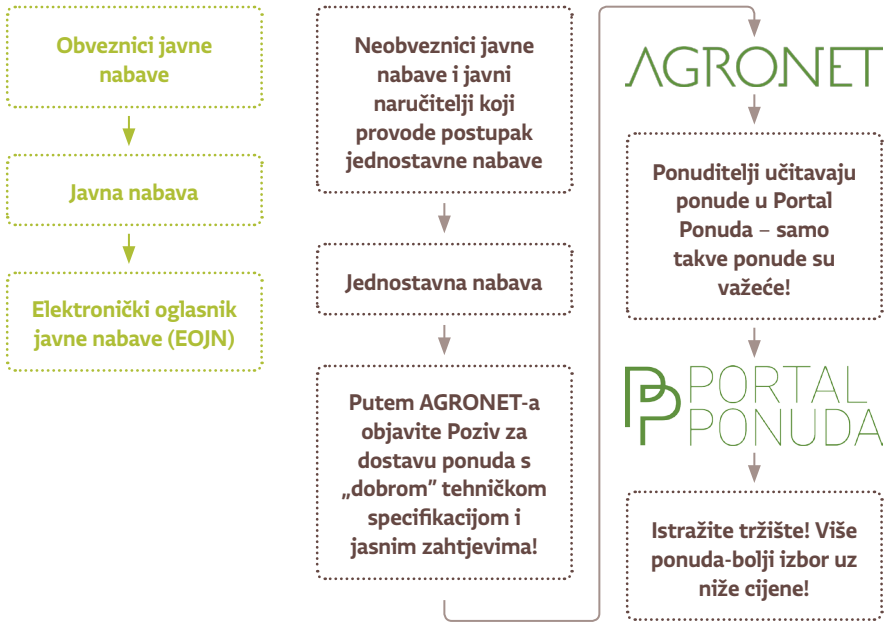 Obveznici javne
nabave
Javna nabava
Elektronički oglasnik
javne nabave (EOJN)
Neobveznici javne
nabave i javni
naručitelji koji
provode postupak
jednostavne nabave
Jednostavna nabava
Putem AGRONET-a
objavite Poziv za
dostavu ponuda s
„dobrom” tehničkom
specifikacijom i
jasnim zahtjevima!
AGRONET
Ponuditelji učitavaju
ponude u Portal
Ponuda – samo
takve ponude su
važeće!
PP PORTAL
PONUDA
Istražite tržište! Više
ponuda-bolji izbor uz
niže cijene!